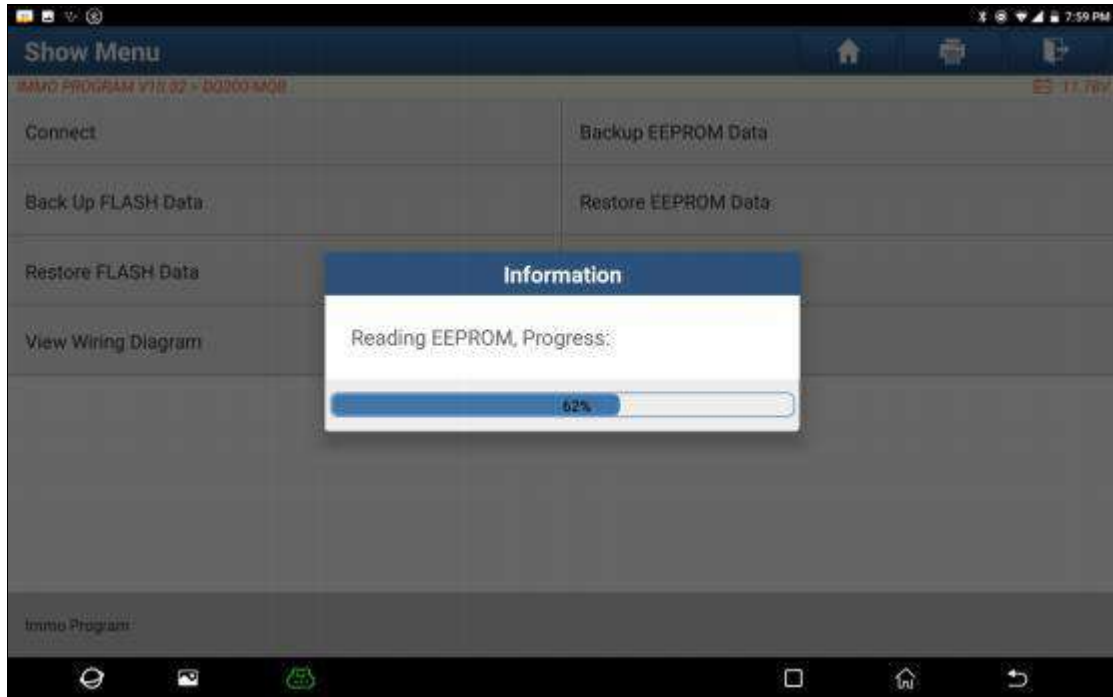 7:59 PM
Show Menu
IMMO PROGRAM V10.02 > DQ200-MQB
11.78V
Connect
Backup EEPROM Data
Back Up FLASH Data
Restore EEPROM Data
Restore FLASH Data
Information
View Wiring Diagram
Reading EEPROM, Progress:
62%
Immo Program